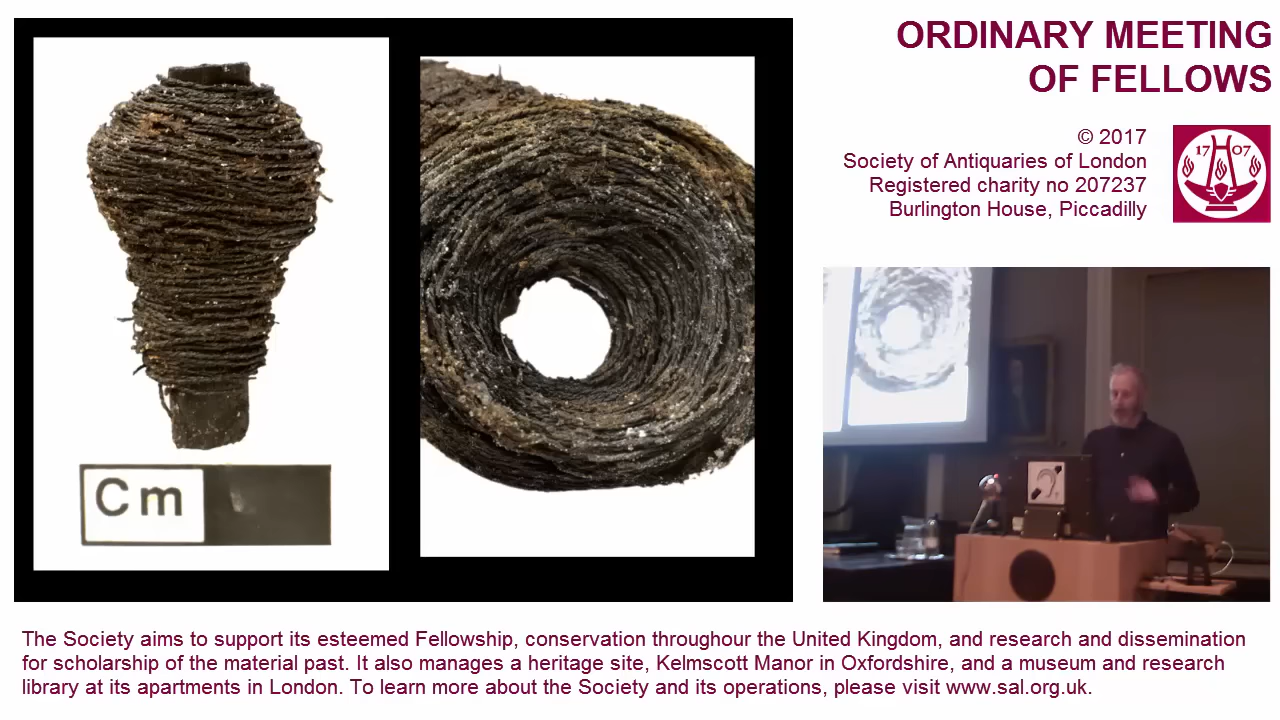 ORDINARY MEETING
OF FELLOWS
© 2017
Society of Antiquaries of London
Registered charity no 207237
Burlington House, Piccadilly
17 07
Cm
The Society aims to support its esteemed Fellowship, conservation throughour the United Kingdom, and research and dissemination
for scholarship of the material past. It also manages a heritage site, Kelmscott Manor in Oxfordshire, and a museum and research
library at its apartments in London. To learn more about the Society and its operations, please visit www.sal.org.uk.